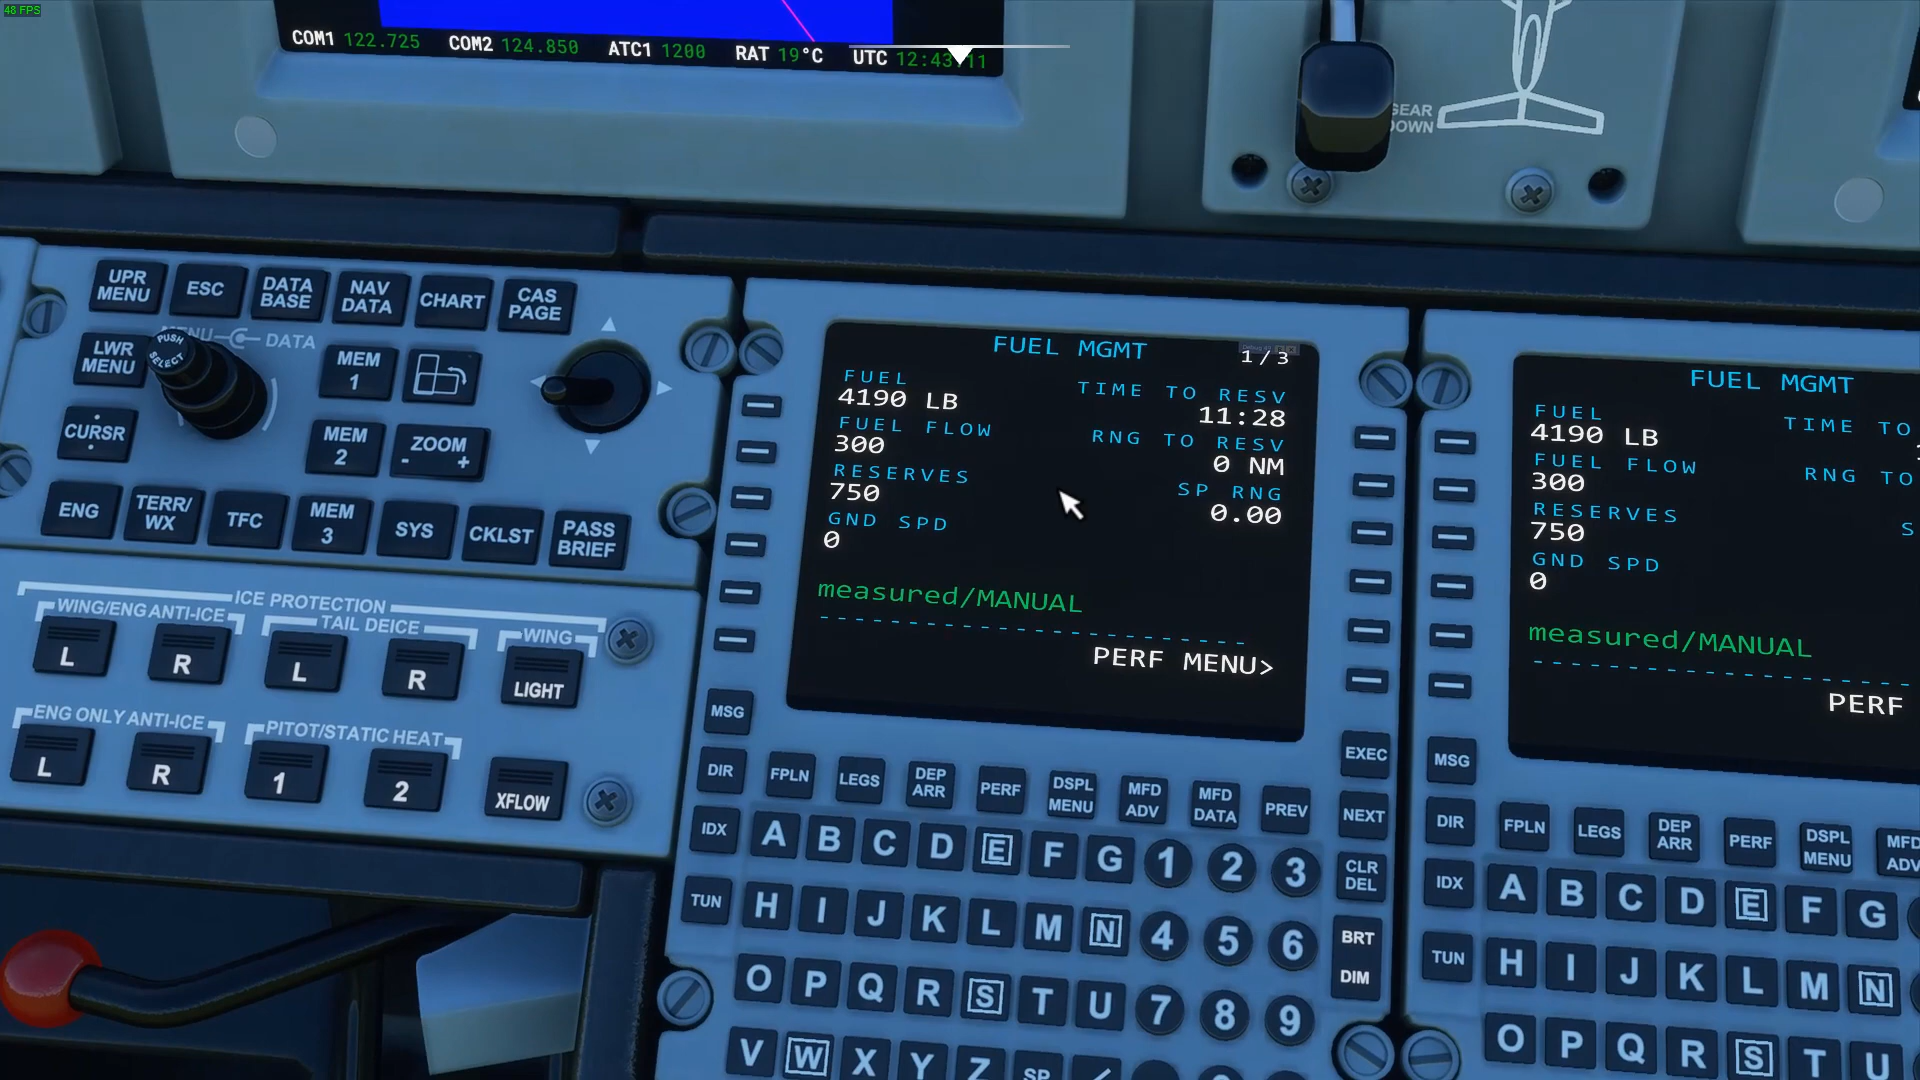 48 FPS
COM1 122.725 COM2 124.850 ATC1 1200 RAT 19°C UTC 12:43:11
GEAR
DOWN
UPR
MENU
ESC
DATA
BASE
NAV
DATA
CHART
CAS
PAGE
MENU DATA
PUSH
SELECT
LWR
MENU
MEM
1
CURSR
MEM
2
ZOOM
- +
ENG
TERR/
WX
TFC
MEM
3
SYS
CKLST
PASS
BRIEF
ICE PROTECTION
WING/ENG ANTI-ICE
TAIL DEICE
WING
L
R
L
R
LIGHT
ENG ONLY ANTI-ICE
PITOT/STATIC HEAT
L
R
1
2
XFLOW
FUEL MGMT
1/3
FUEL TIME TO RESV
4190 LB 11:28
FUEL FLOW RNG TO RESV
300 0 NM
RESERVES SP RNG
750 0.00
GND SPD
0
measured/MANUAL
-----------------------
PERF MENU>
MSG
EXEC
DIR
FPLN
LEGS
DEP
ARR
PERF
DSPL
MENU
MFD
ADV
MFD
DATA
PREV
NEXT
IDX
A B C D E F G 1 2 3
CLR
DEL
TUN
H I J K L M N 4 5 6
BRT
DIM
O P Q R S T U 7 8 9
V W X Y Z SP /
FUEL MGMT
FUEL TIME TO
4190 LB
FUEL FLOW RNG TO
300
RESERVES S
750
GND SPD
0
measured/MANUAL
--------------------
PERF
MSG
DIR
FPLN
LEGS
DEP
ARR
PERF
DSPL
MENU
MFD
ADV
IDX
A B C D E F G
TUN
H I J K L M N
O P Q R S T U